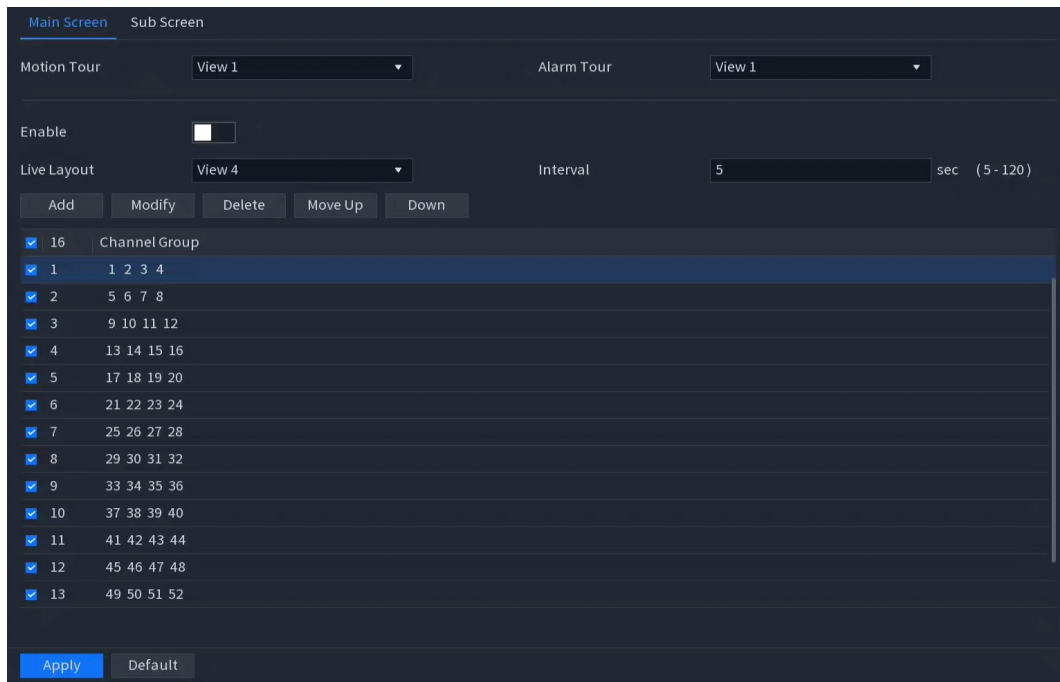 Main Screen Sub Screen
Motion Tour View 1 Alarm Tour View 1
Enable
Live Layout View 4 Interval 5 sec (5-120)
Add Modify Delete Move Up Down
16 Channel Group
1 1 2 3 4
2 5 6 7 8
3 9 10 11 12
4 13 14 15 16
5 17 18 19 20
6 21 22 23 24
7 25 26 27 28
8 29 30 31 32
9 33 34 35 36
10 37 38 39 40
11 41 42 43 44
12 45 46 47 48
13 49 50 51 52
Apply Default